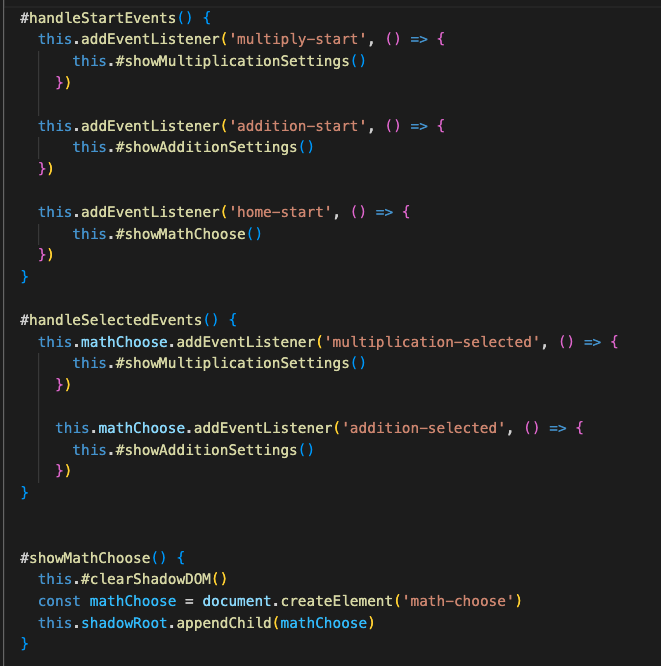 #handleStartEvents() {
  this.addEventListener('multiply-start', () => {
      this.#showMultiplicationSettings()
    })

  this.addEventListener('addition-start', () => {
      this.#showAdditionSettings()
  })

  this.addEventListener('home-start', () => {
      this.#showMathChoose()
  })
}

#handleSelectedEvents() {
  this.mathChoose.addEventListener('multiplication-selected', () => {
      this.#showMultiplicationSettings()
    })

    this.mathChoose.addEventListener('addition-selected', () => {
      this.#showAdditionSettings()
    })
}


#showMathChoose() {
  this.#clearShadowDOM()
  const mathChoose = document.createElement('math-choose')
  this.shadowRoot.appendChild(mathChoose)
}